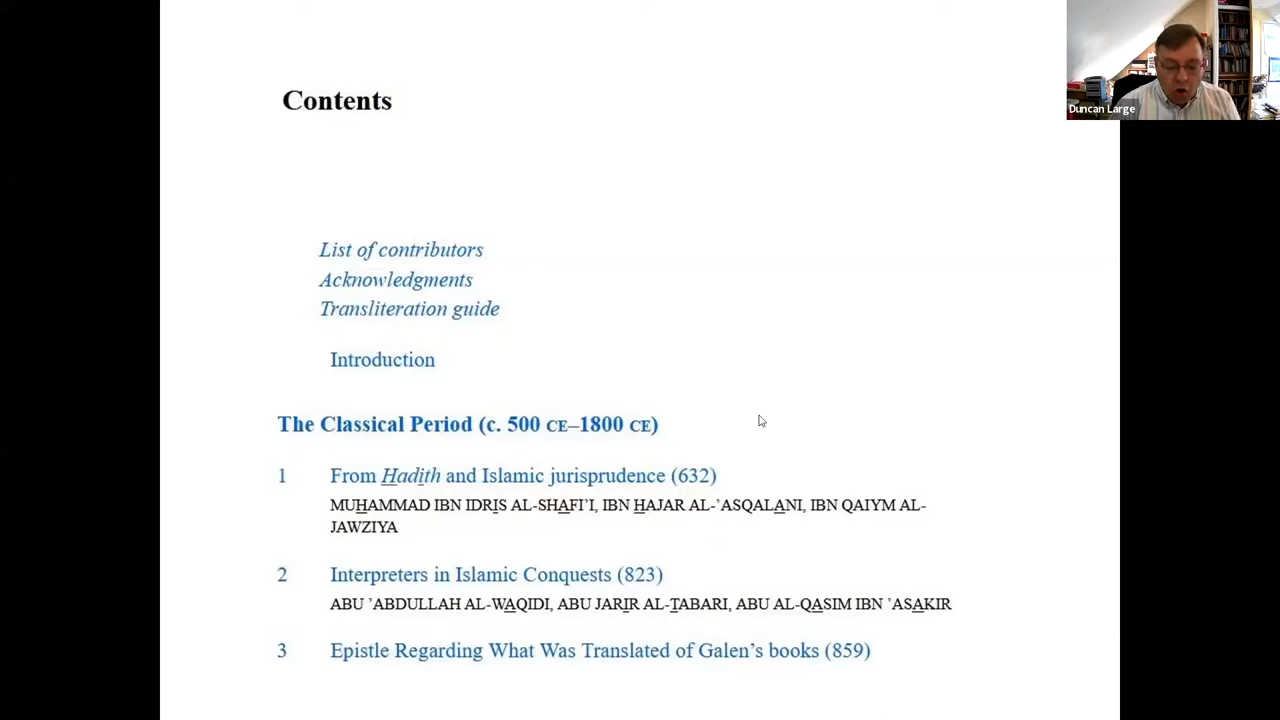 Contents
Duncan Large
List of contributors
Acknowledgments
Transliteration guide
Introduction
The Classical Period (c. 500 CE–1800 CE)
1 From Hadith and Islamic jurisprudence (632)
MUHAMMAD IBN IDRIS AL-SHAFI’I, IBN HAJAR AL-’ASQALANI, IBN QAIYM AL-
JAWZIYA
2 Interpreters in Islamic Conquests (823)
ABU ’ABDULLAH AL-WAQIDI, ABU JARIR AL-TABARI, ABU AL-QASIM IBN ’ASAKIR
3 Epistle Regarding What Was Translated of Galen’s books (859)